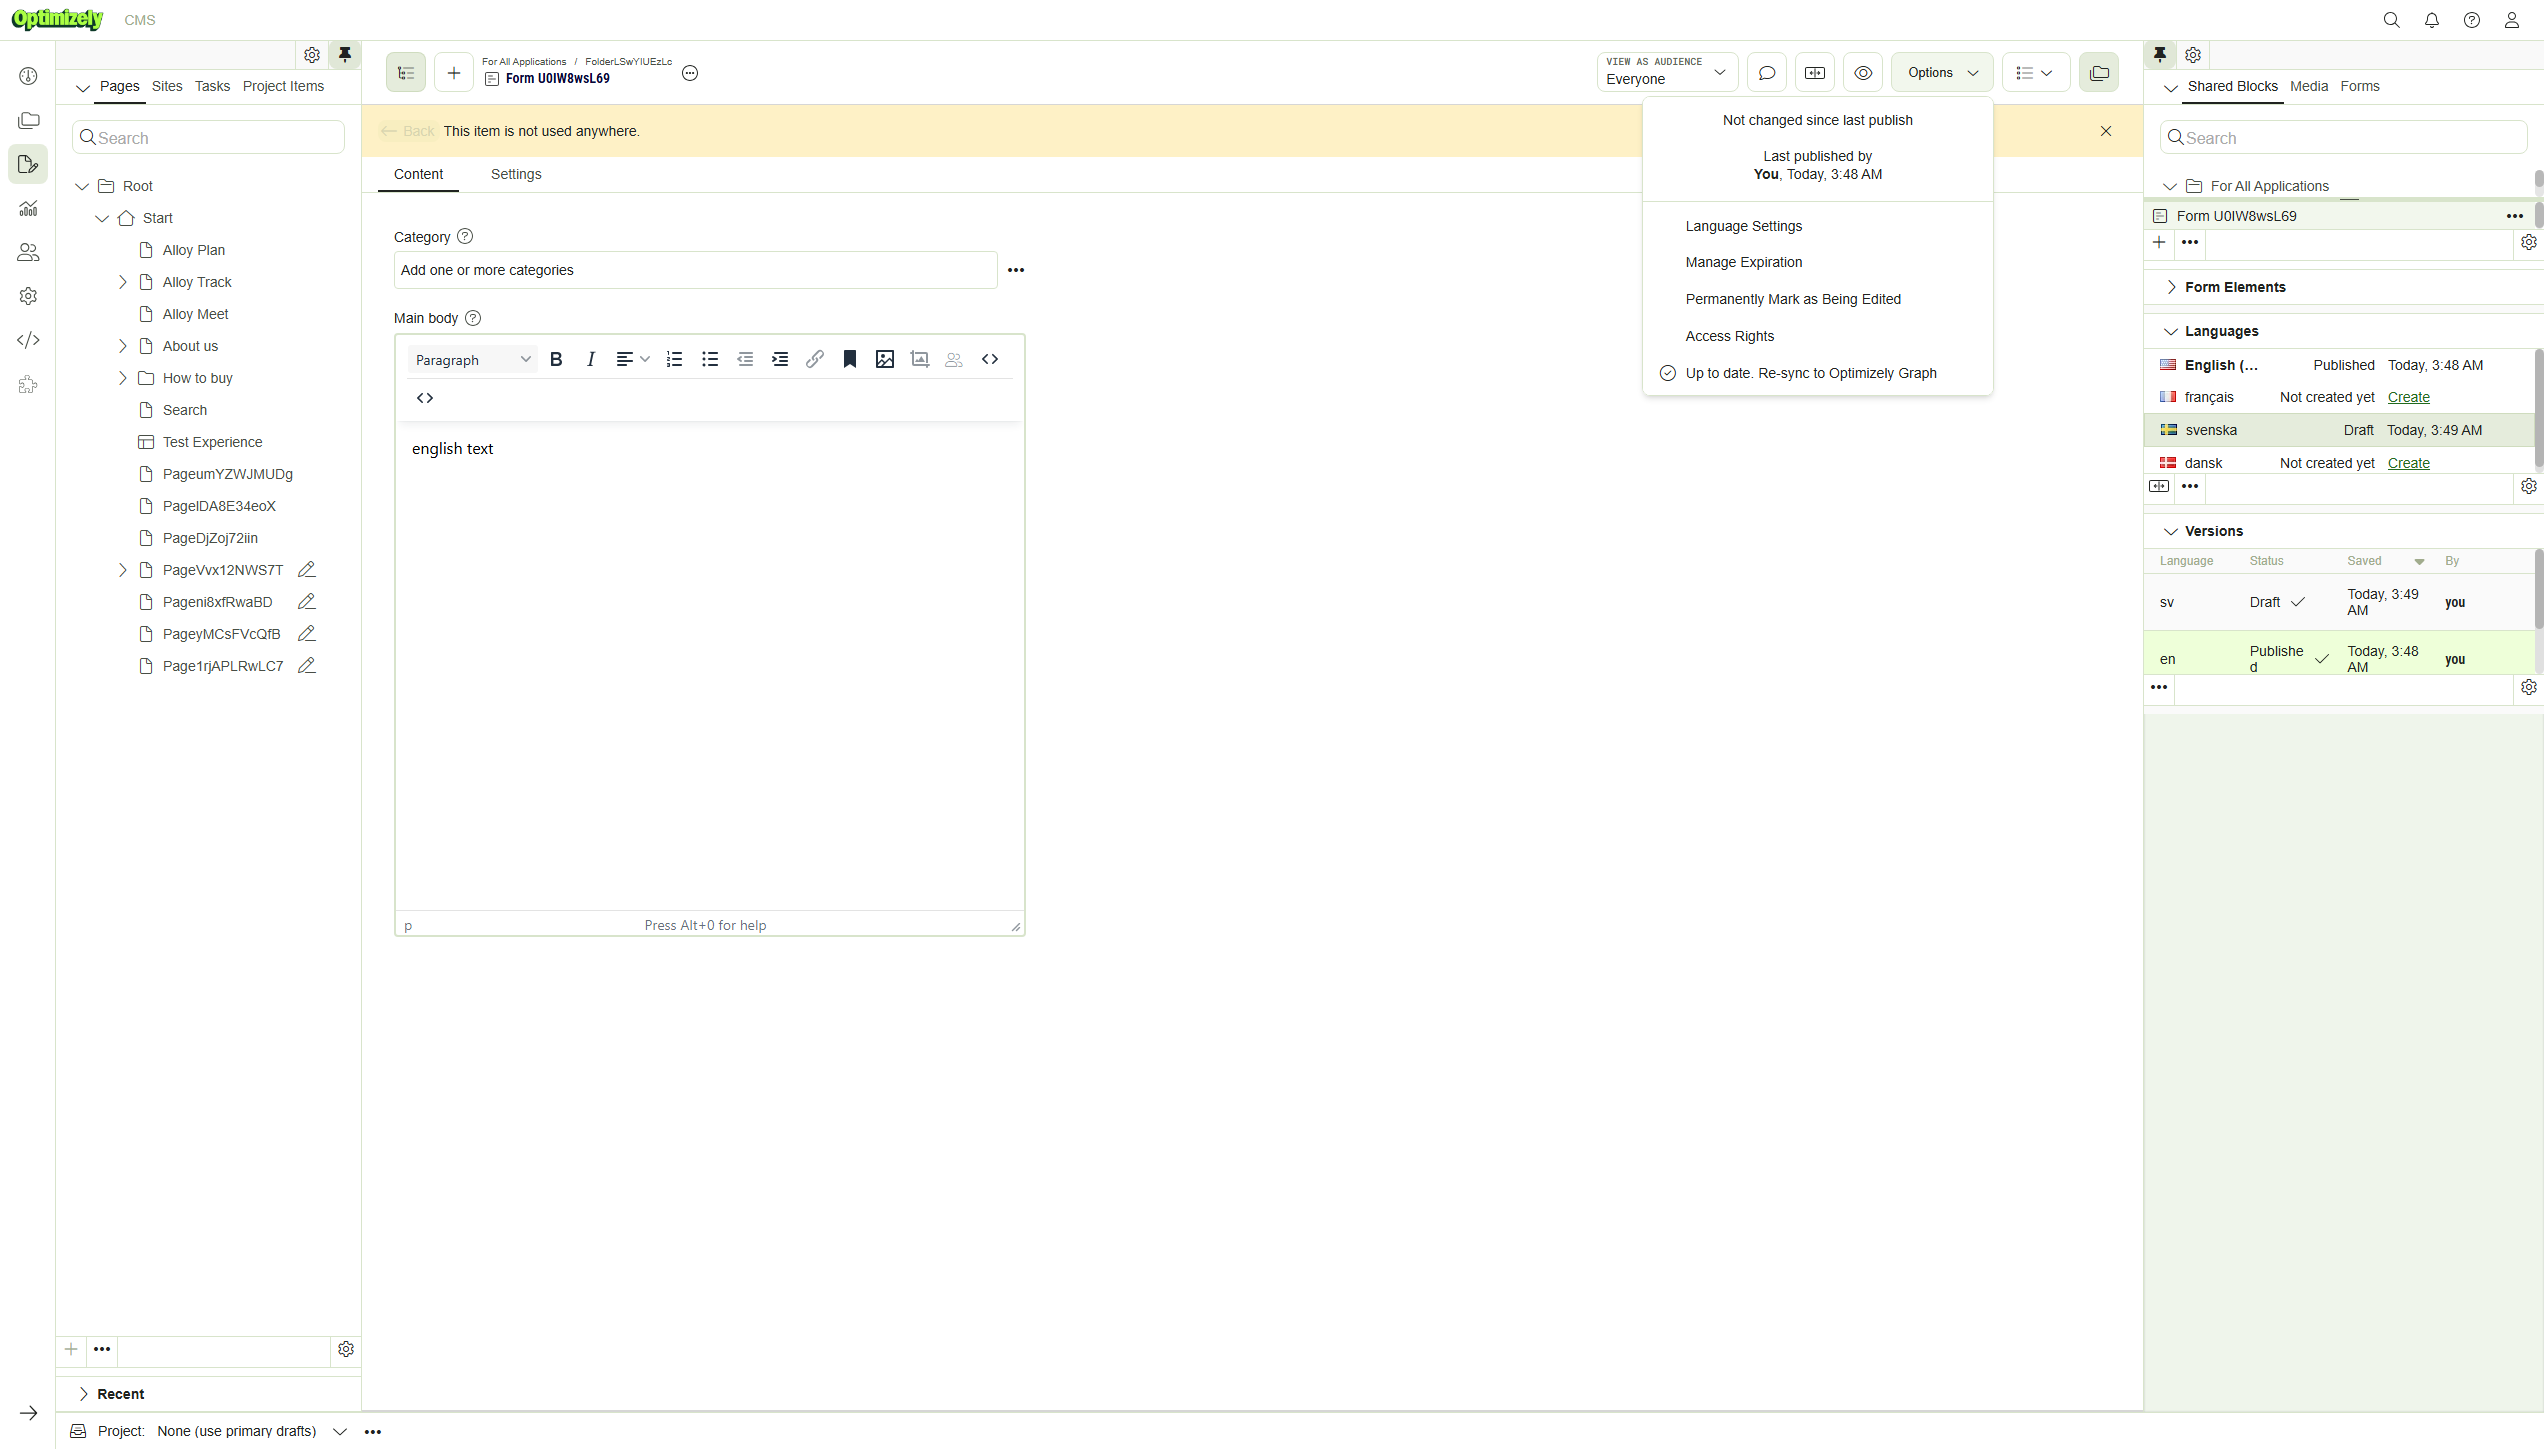 Optimizely CMS
Pages Sites Tasks Project Items
Search
Root
Start
Alloy Plan
Alloy Track
Alloy Meet
About us
How to buy
Search
Test Experience
PageumYZWJMUDg
PageIDA8E34eoX
PageDjZoj72iin
PageVvx12NWS7T
Pageni8xfRwaBD
PageyMCsFVcQfB
Page1rjAPLRwLC7
Recent
Project: None (use primary drafts)
For All Applications / FolderLSwYIUEzLc
Form U0IW8wsL69
VIEW AS AUDIENCE
Everyone
Options
Back This item is not used anywhere.
Content Settings
Category
Add one or more categories
Main body
Paragraph
english text
p Press Alt+0 for help
Not changed since last publish
Last published by
You, Today, 3:48 AM
Language Settings
Manage Expiration
Permanently Mark as Being Edited
Access Rights
Up to date. Re-sync to Optimizely Graph
Shared Blocks Media Forms
Search
For All Applications
Form U0IW8wsL69
Form Elements
Languages
English (... Published Today, 3:48 AM
français Not created yet Create
svenska Draft Today, 3:49 AM
dansk Not created yet Create
Versions
Language Status Saved By
sv Draft Today, 3:49 AM you
en Published Today, 3:48 AM you